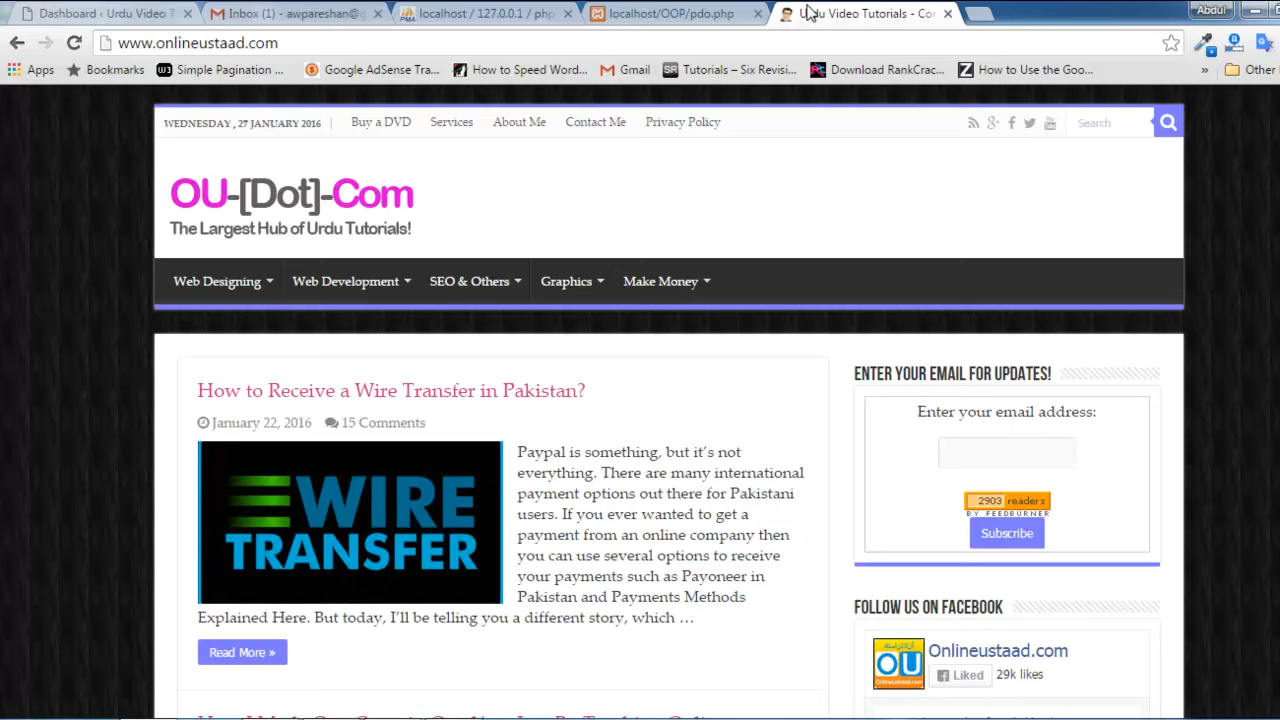 Dashboard ‹ Urdu Video T
Inbox (1) - awpareshan@g
localhost / 127.0.0.1 / php
localhost/OOP/pdo.php
Urdu Video Tutorials - Cor
Abdul
www.onlineustaad.com
Apps
Bookmarks
Simple Pagination ...
Google AdSense Tra...
How to Speed Word...
Gmail
Tutorials – Six Revisi...
Download RankCrac...
How to Use the Goo...
»
Other
WEDNESDAY , 27 JANUARY 2016
Buy a DVD
Services
About Me
Contact Me
Privacy Policy
Search
OU-[Dot]-Com
The Largest Hub of Urdu Tutorials!
Web Designing
Web Development
SEO & Others
Graphics
Make Money
How to Receive a Wire Transfer in Pakistan?
January 22, 2016
15 Comments
WIRE
TRANSFER
Paypal is something, but it’s not
everything. There are many international
payment options out there for Pakistani
users. If you ever wanted to get a
payment from an online company then
you can use several options to receive
your payments such as Payoneer in
Pakistan and Payments Methods
Explained Here. But today, I’ll be telling you a different story, which …
Read More »
ENTER YOUR EMAIL FOR UPDATES!
Enter your email address:
2903 readers
BY FEEDBURNER
Subscribe
FOLLOW US ON FACEBOOK
OU
OnlineUstaad.com
Onlineustaad.com
Liked
29k likes